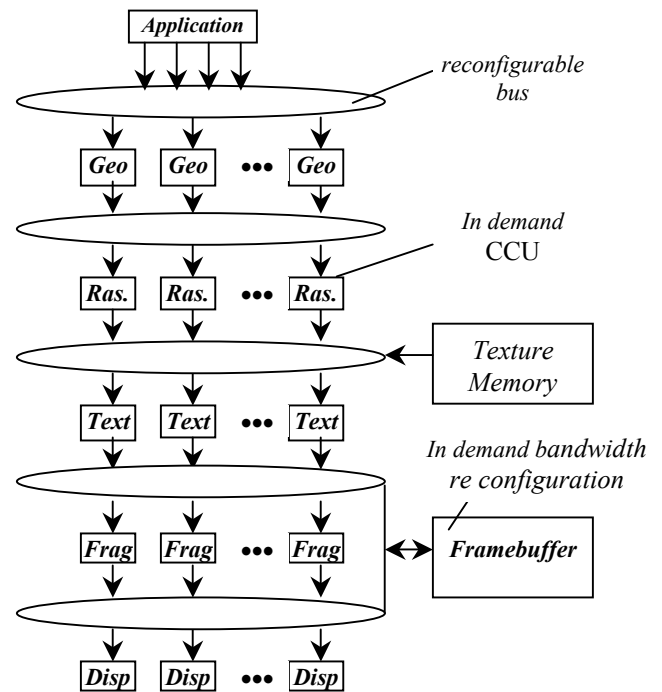 Application
reconfigurable
bus
Geo Geo ••• Geo
In demand
CCU
Ras. Ras. ••• Ras.
Texture
Memory
Text Text ••• Text
In demand bandwidth
re configuration
Frag Frag ••• Frag
Framebuffer
Disp Disp ••• Disp